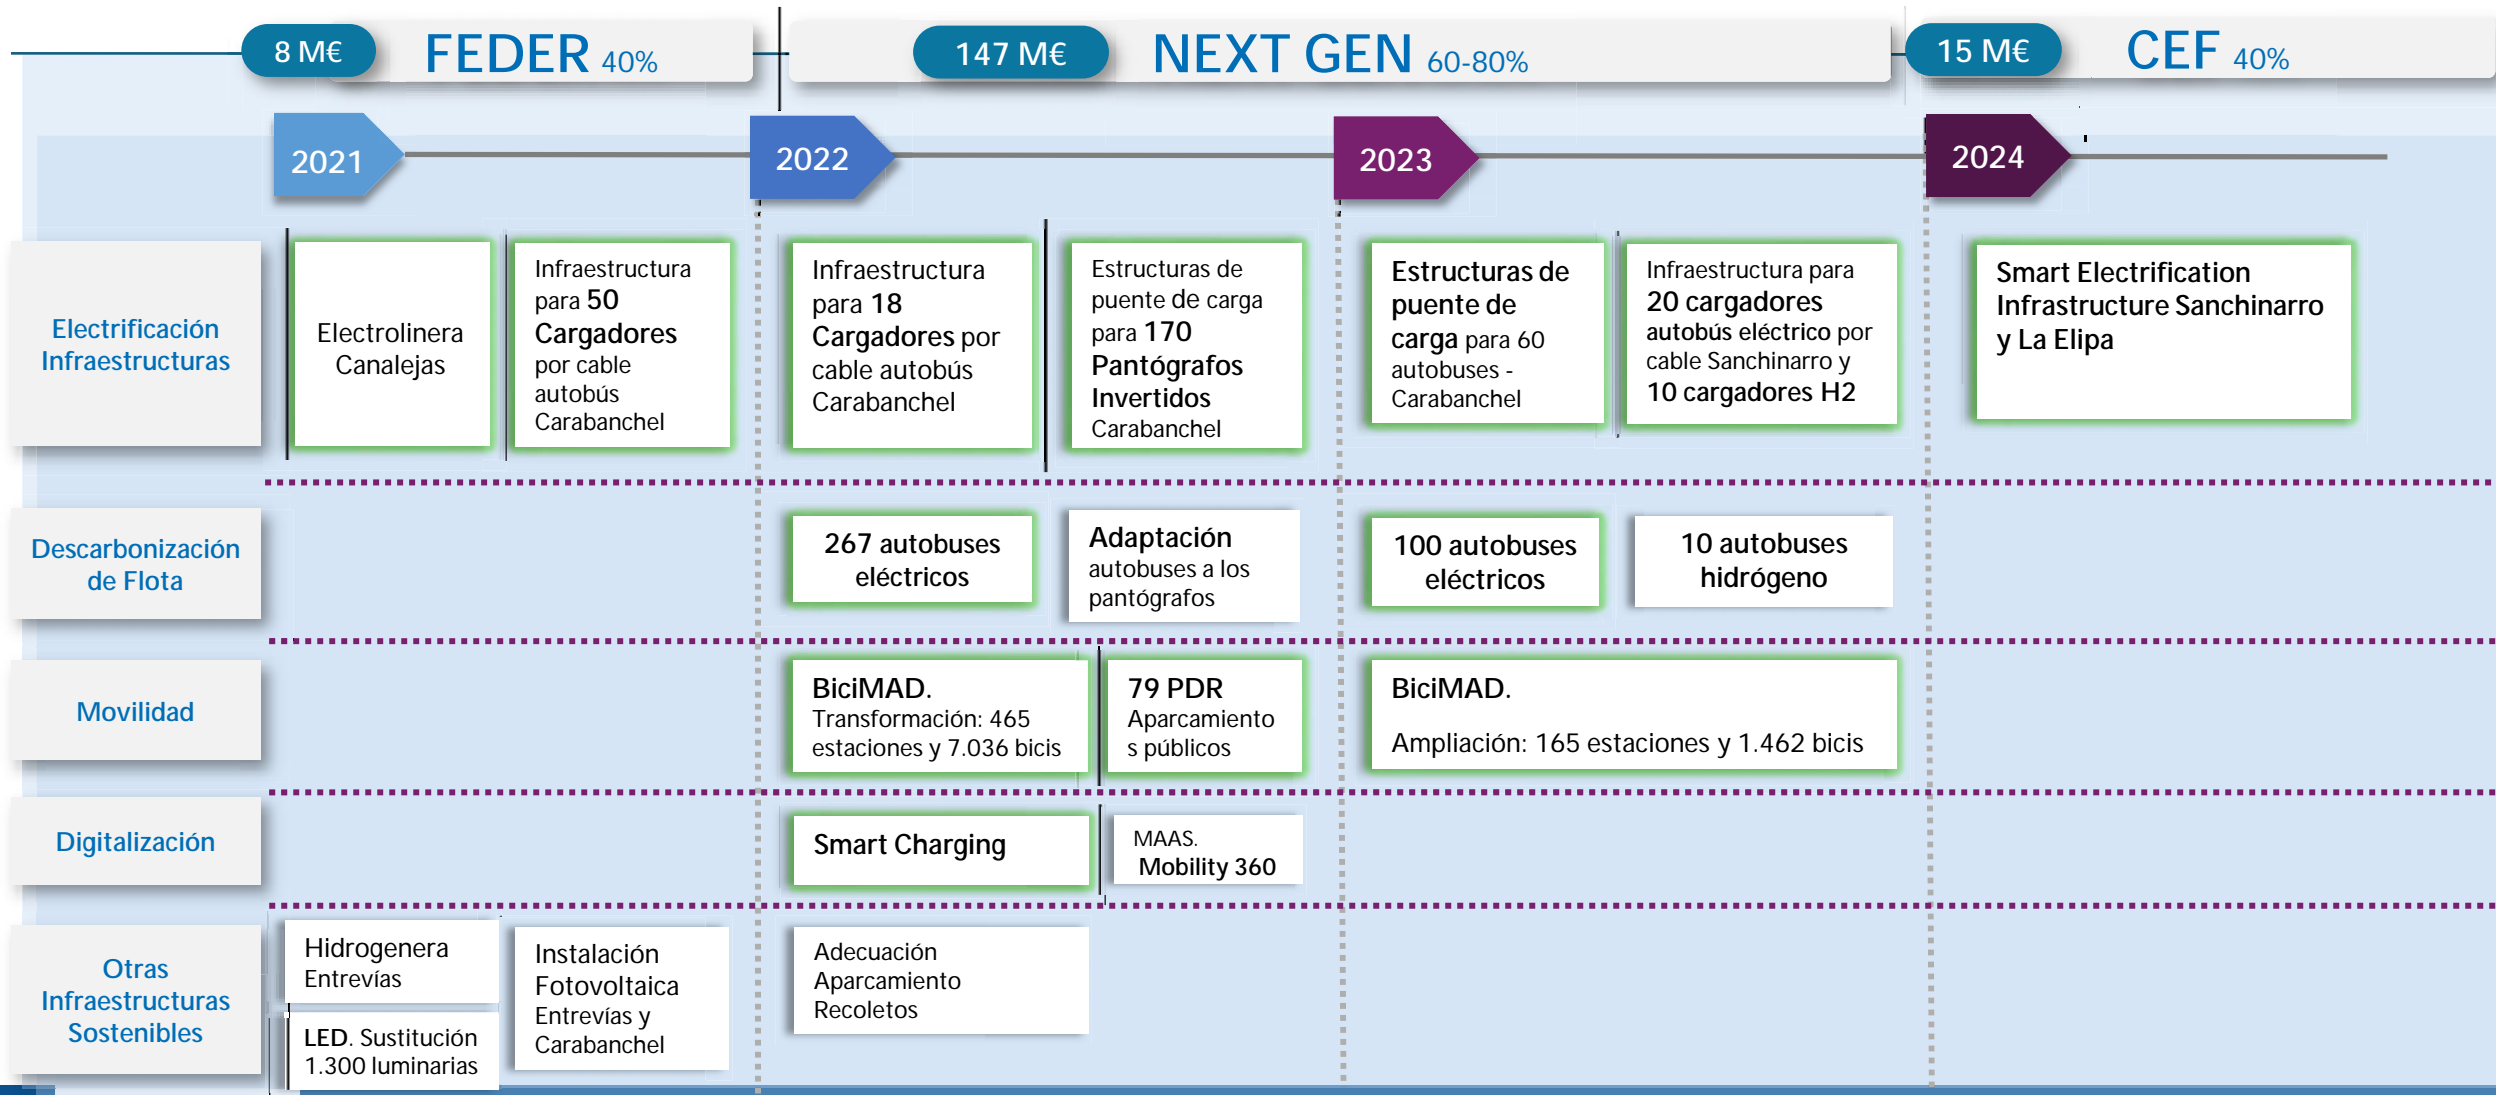 8 M€
FEDER 40%
147 M€
NEXT GEN 60-80%
15 M€
CEF 40%
2021
2022
2023
2024
Electrificación
Infraestructuras
Electrolinera
Canalejas
Infraestructura
para 50
Cargadores
por cable
autobús
Carabanchel
Infraestructura
para 18
Cargadores por
cable autobús
Carabanchel
Estructuras de
puente de carga
para 170
Pantógrafos
Invertidos
Carabanchel
Estructuras de
puente de
carga para 60
autobuses -
Carabanchel
Infraestructura para
20 cargadores
autobús eléctrico por
cable Sanchinarro y
10 cargadores H2
Smart Electrification
Infrastructure Sanchinarro
y La Elipa
Descarbonización
de Flota
267 autobuses
eléctricos
Adaptación
autobuses a los
pantógrafos
100 autobuses
eléctricos
10 autobuses
hidrógeno
Movilidad
BiciMAD.
Transformación: 465
estaciones y 7.036 bicis
79 PDR
Aparcamiento
s públicos
BiciMAD.
Ampliación: 165 estaciones y 1.462 bicis
Digitalización
Smart Charging
MAAS.
Mobility 360
Otras
Infraestructuras
Sostenibles
Hidrogenera
Entrevías
LED. Sustitución
1.300 luminarias
Instalación
Fotovoltaica
Entrevías y
Carabanchel
Adecuación
Aparcamiento
Recoletos